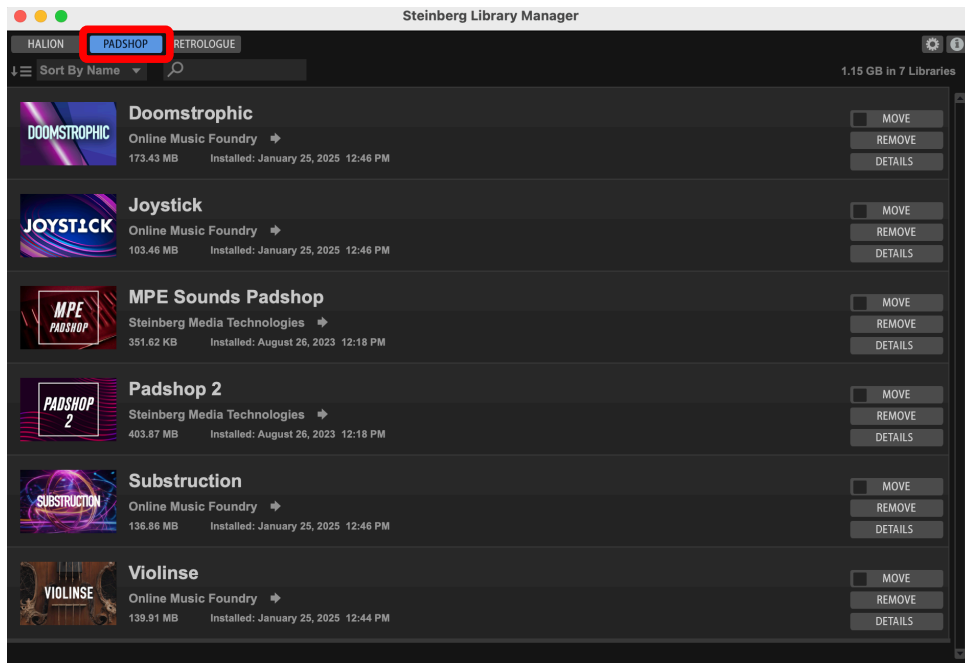 Steinberg Library Manager
HALION
PADSHOP
RETROLOGUE
Sort By Name
1.15 GB in 7 Libraries
DOOMSTROPHIC
Doomstrophic
Online Music Foundry
173.43 MB Installed: January 25, 2025 12:46 PM
MOVE
REMOVE
DETAILS
JOYST1CK
Joystick
Online Music Foundry
103.46 MB Installed: January 25, 2025 12:46 PM
MOVE
REMOVE
DETAILS
MPE
PADSHOP
MPE Sounds Padshop
Steinberg Media Technologies
351.62 KB Installed: August 26, 2023 12:18 PM
MOVE
REMOVE
DETAILS
PADSHOP
2
Padshop 2
Steinberg Media Technologies
403.87 MB Installed: August 26, 2023 12:18 PM
MOVE
REMOVE
DETAILS
SUBSTRUCTION
Substruction
Online Music Foundry
136.86 MB Installed: January 25, 2025 12:46 PM
MOVE
REMOVE
DETAILS
VIOLINSE
Violinse
Online Music Foundry
139.91 MB Installed: January 25, 2025 12:44 PM
MOVE
REMOVE
DETAILS